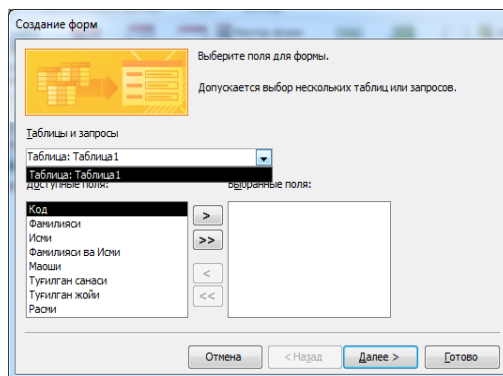 Создание форм
Выберите поля для формы.
Допускается выбор нескольких таблиц или запросов.
Таблицы и запросы
Таблица: Таблица1
Таблица: Таблица1
Доступные поля:
Выбранные поля:
Код
Фамилияси
Исми
Фамилияси ва Исми
Маоши
Туғилган санаси
Туғилган жойи
Расми
>
>>
<
<<
Отмена
< Назад
Далее >
Готово